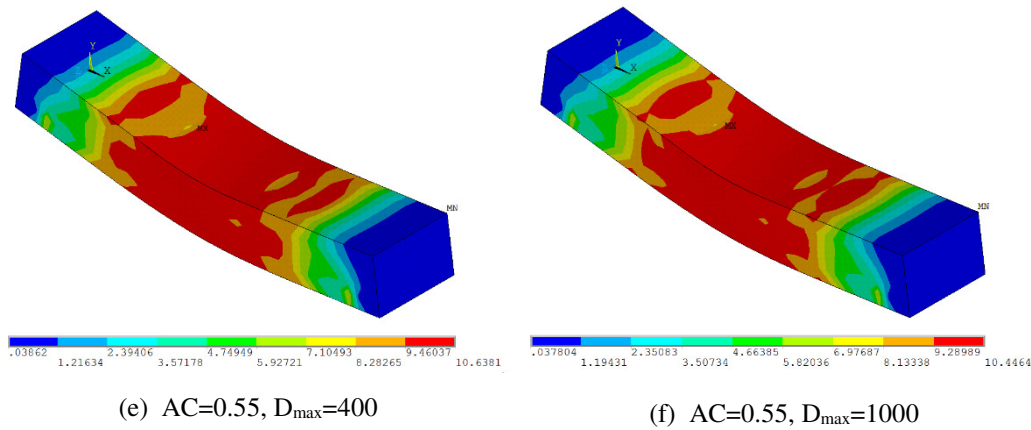 Y
X
MX
MN
.03862 2.39406 4.74949 7.10493 9.46037
1.21634 3.57178 5.92721 8.28265 10.6381
(e) AC=0.55, Dmax=400
Y
X
MX
MN
.037804 2.35083 4.66385 6.97687 9.28989
1.19431 3.50734 5.82036 8.13338 10.4464
(f) AC=0.55, Dmax=1000